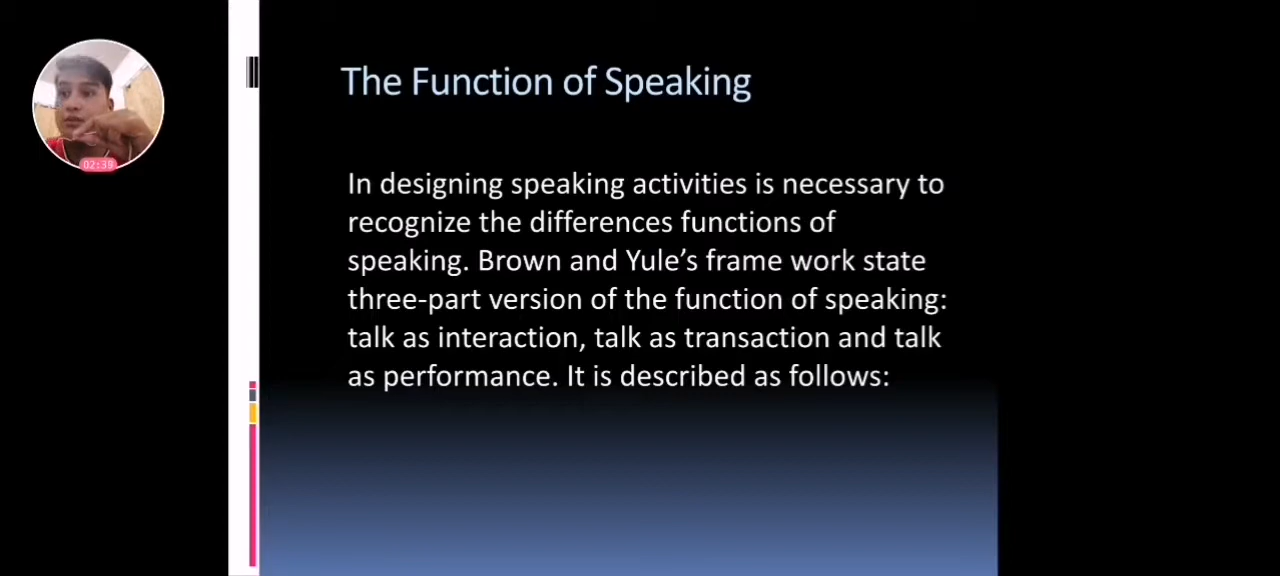 The Function of Speaking
02:39
In designing speaking activities is necessary to
recognize the differences functions of
speaking. Brown and Yule's frame work state
three-part version of the function of speaking:
talk as interaction, talk as transaction and talk
as performance. It is described as follows: